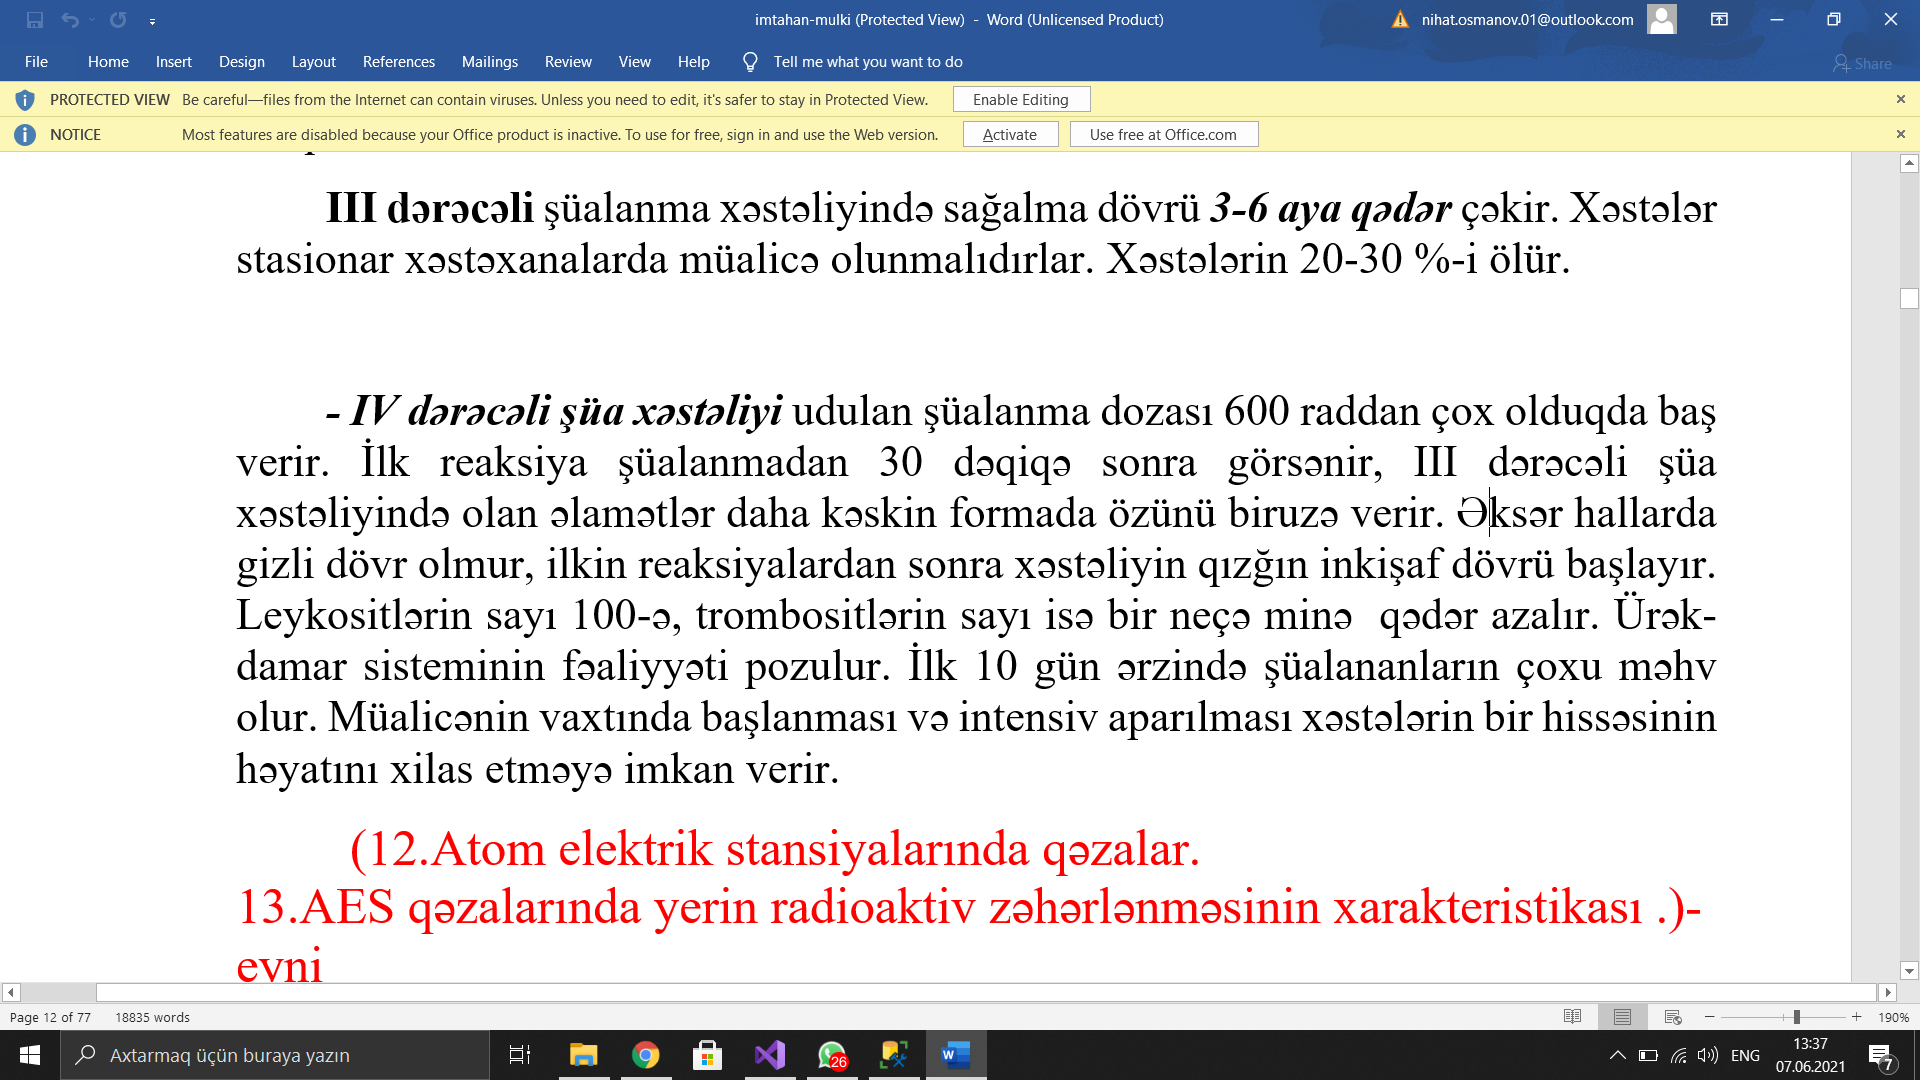 imtahan-mulki (Protected View) - Word (Unlicensed Product)
nihat.osmanov.01@outlook.com
File Home Insert Design Layout References Mailings Review View Help Tell me what you want to do Share
PROTECTED VIEW Be careful—files from the Internet can contain viruses. Unless you need to edit, it's safer to stay in Protected View. Enable Editing
NOTICE Most features are disabled because your Office product is inactive. To use for free, sign in and use the Web version. Activate Use free at Office.com
III dərəcəli şüalanma xəstəliyində sağalma dövrü 3-6 aya qədər çəkir. Xəstələr
stasionar xəstəxanalarda müalicə olunmalıdırlar. Xəstələrin 20-30 %-i ölür.
- IV dərəcəli şüa xəstəliyi udulan şüalanma dozası 600 raddan çox olduqda baş
verir. İlk reaksiya şüalanmadan 30 dəqiqə sonra görsənir, III dərəcəli şüa
xəstəliyində olan əlamətlər daha kəskin formada özünü biruzə verir. Əksər hallarda
gizli dövr olmur, ilkin reaksiyalardan sonra xəstəliyin qızğın inkişaf dövrü başlayır.
Leykositlərin sayı 100-ə, trombositlərin sayı isə bir neçə minə qədər azalır. Ürək-
damar sisteminin fəaliyyəti pozulur. İlk 10 gün ərzində şüalananların çoxu məhv
olur. Müalicənin vaxtında başlanması və intensiv aparılması xəstələrin bir hissəsinin
həyatını xilas etməyə imkan verir.
(12.Atom elektrik stansiyalarında qəzalar.
13.AES qəzalarında yerin radioaktiv zəhərlənməsinin xarakteristikası .)-
evni
Page 12 of 77 18835 words 190%
Axtarmaq üçün buraya yazın 26 ENG 13:37
07.06.2021 7